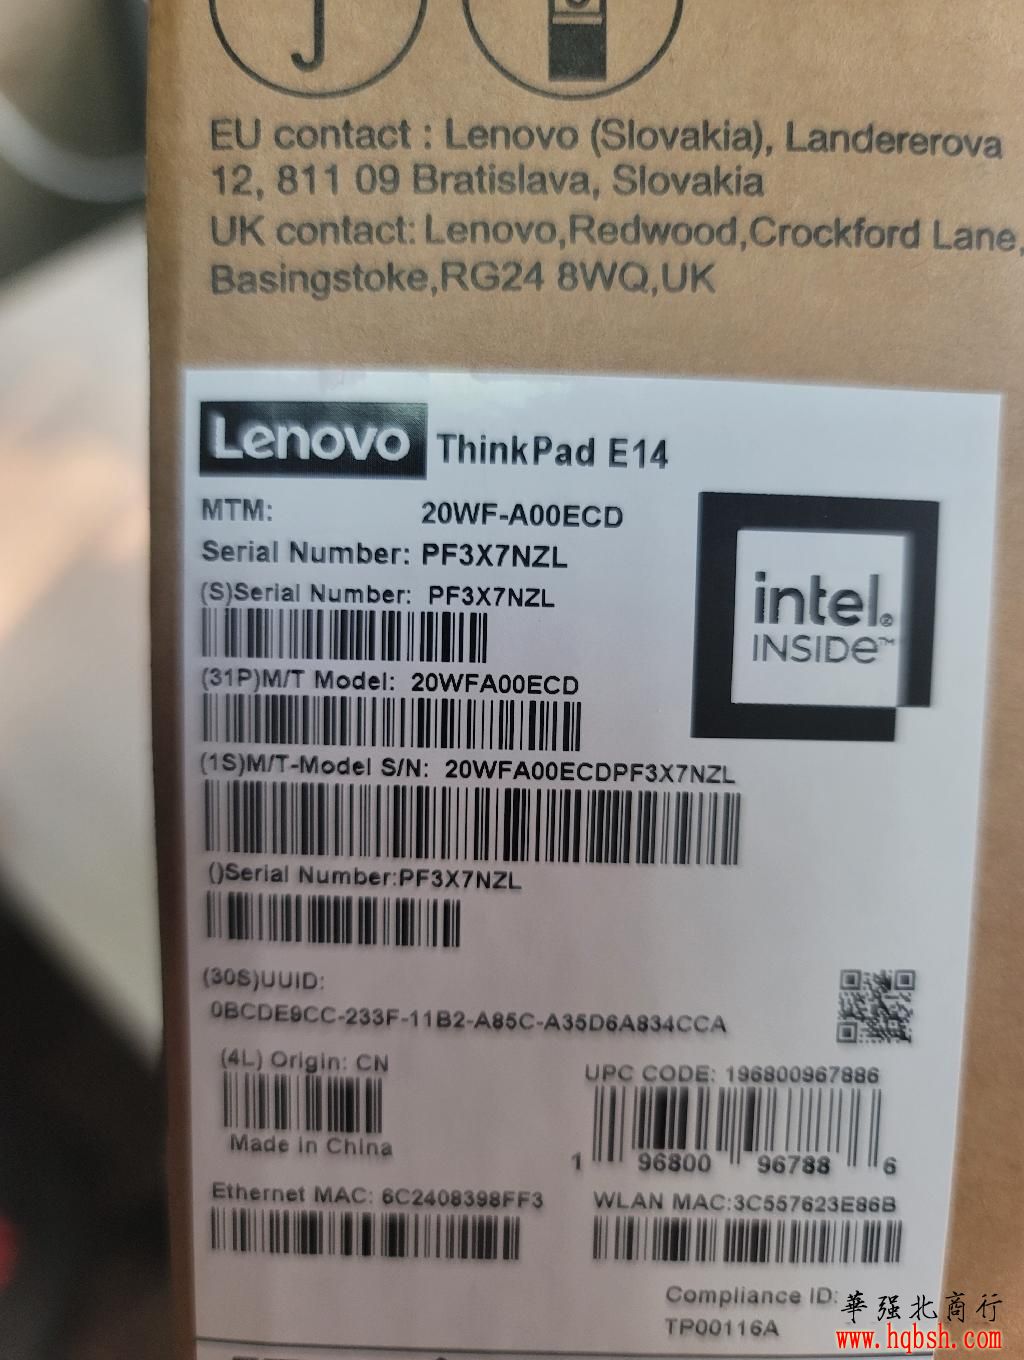 EU contact : Lenovo (Slovakia), Landererova
12, 811 09 Bratislava, Slovakia
UK contact: Lenovo,Redwood,Crockford Lane,
Basingstoke,RG24 8WQ,UK
Lenovo ThinkPad E14
MTM: 20WF-A00ECD
Serial Number: PF3X7NZL
(S)Serial Number: PF3X7NZL
intel®
INSIDE™
(31P)M/T Model: 20WFA00ECD
(1S)M/T-Model S/N: 20WFA00ECDPF3X7NZL
()Serial Number:PF3X7NZL
(30S)UUID:
0BCDE9CC-233F-11B2-A85C-A35D6A834CCA
(4L) Origin: CN
Made in China
UPC CODE: 196800967886
1 96800 96788 6
Ethernet MAC: 6C2408398FF3
WLAN MAC:3C557623E86B
Compliance ID:
TP00116A
華强北商行
www.hqbsh.com